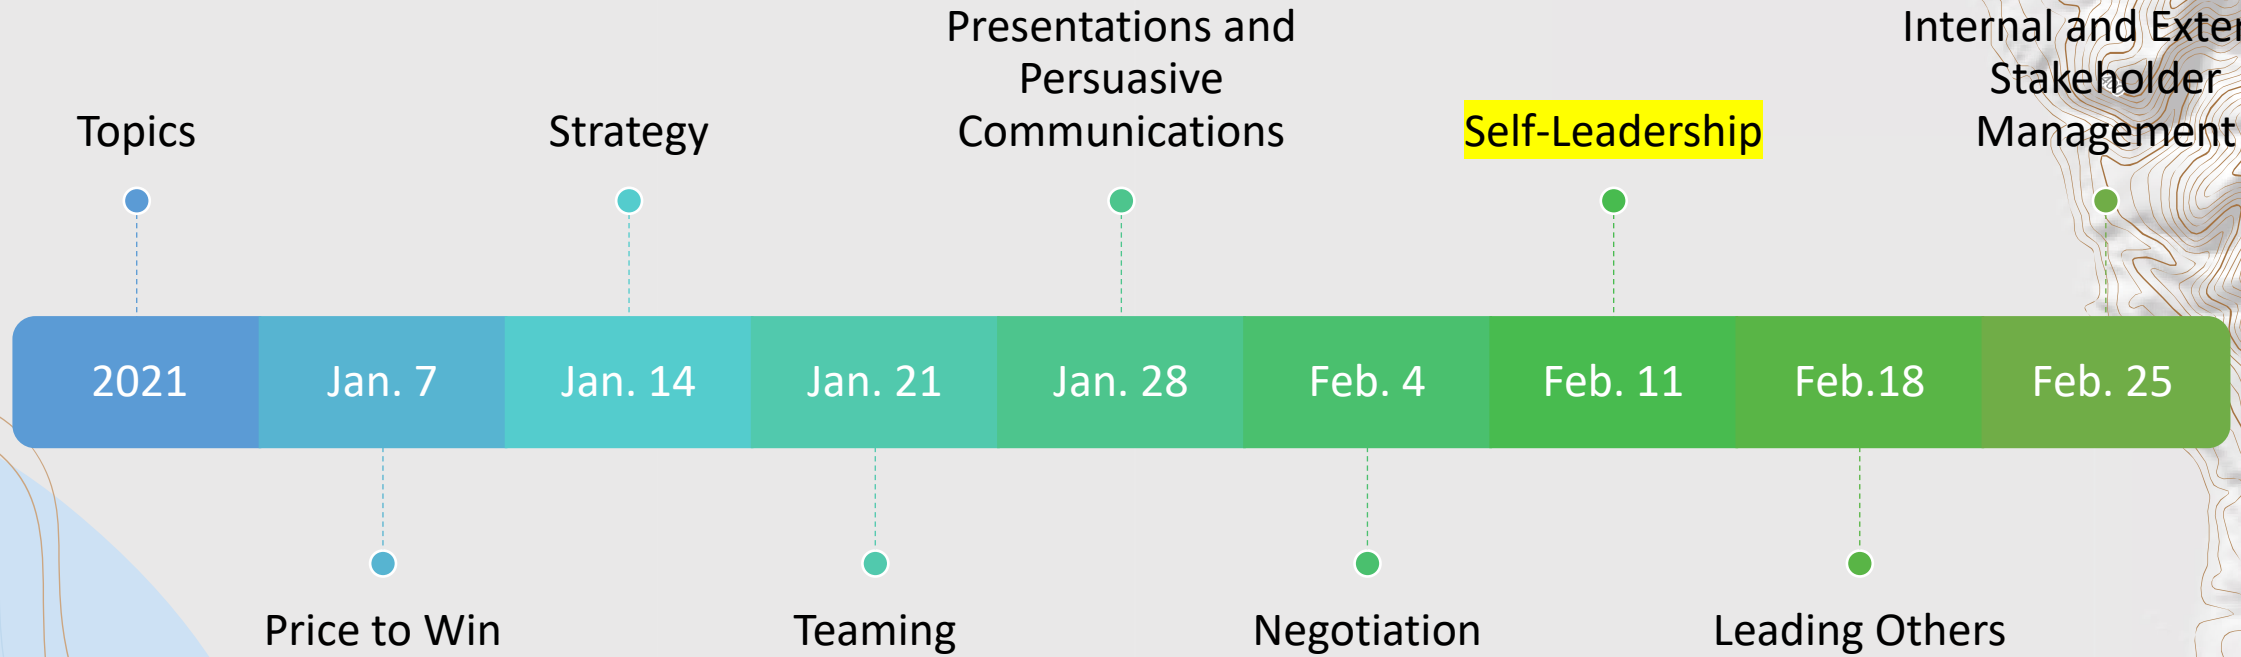 Presentations and
Persuasive
Communications
Internal and
Stakeholder
Management
Topics
Strategy
Self-Leadership
2021
Jan. 7
Jan. 14
Jan. 21
Jan. 28
Feb. 4
Feb. 11
Feb.18
Feb. 25
Price to Win
Teaming
Negotiation
Leading Others